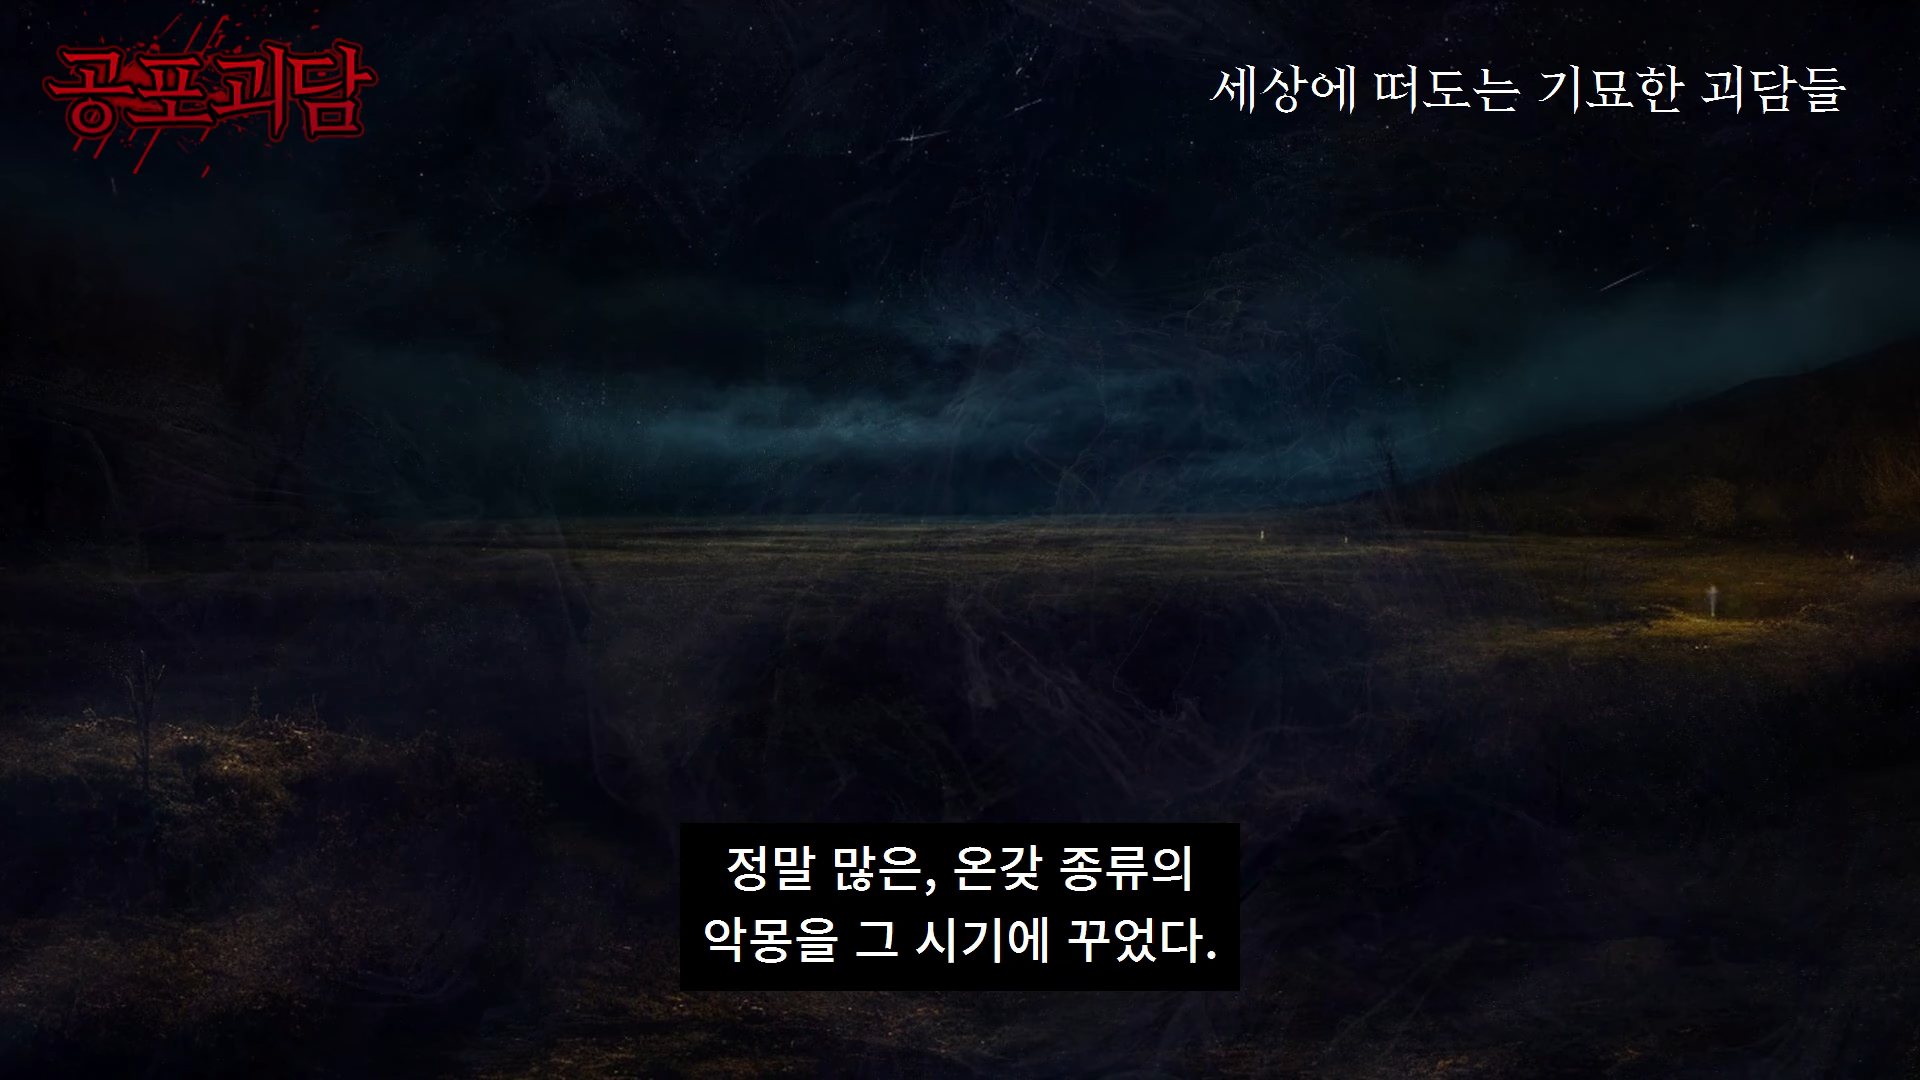 공포괴담
세상에 떠도는 기묘한 괴담들
정말 많은, 온갖 종류의
악몽을 그 시기에 꾸었다.